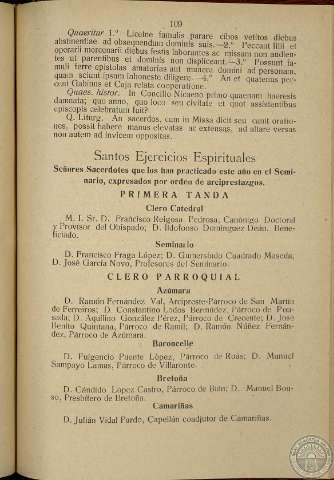 109
Quaeritur 1.º Licetne famulis parare cibos vetitos diebus
abstinentiae ad obsequendum dominis suis.—2.º Peccant filii et
operarii mercenarii diebus festis laborantes ac missam non audien-
tes ut parentibus et dominis non displiceant.—3.º Possunt fa-
muli ferre epistolas amatorias aut munera domini ad personam,
quam sciunt ipsum inhoneste diligere.—4.º An et quatenus pec-
cent Gabinus et Caja relata cooperatione.
Quaes. histor. In Concilio Nicaeno primo quaenam haeresis
damnata; quo anno, quo loco seu civitate et quot assistentibus
episcopis celebratum fuit?
Q. Liturg. An sacerdos, cum in Missa dicit seu canit oratio-
nes, possit habere manus elevatas ac extensas, ad altare versas
non autem ad invicem oppositas.
Santos Ejercicios Espirituales
Señores Sacerdotes que los han practicado este año en el Semi-
nario, expresados por orden de arciprestazgos.
PRIMERA TANDA
Clero Catedral
M. I. Sr. D. Francisco Reigosa Pedrosa, Canónigo Doctoral
y Provisor del Obispado; D. Ildefonso Domínguez Deán, Bene-
ficiado.
Seminario
D. Francisco Fraga López; D. Gumersindo Cuadrado Maseda;
D. José García Novo, Profesores del Seminario.
CLERO PARROQUIAL
Azúmara
D. Ramón Fernández Val, Arcipreste-Párroco de San Martín
de Ferreiros; D. Constantino Lodos Bermúdez, Párroco de Pou-
sada; D. Aquilino González Pérez, Párroco de Crecente; D. José
Benito Quintana, Párroco de Ramil; D. Ramón Núñez Fernán-
dez, Párroco de Azúmara.
Baroncelle
D. Fulgencio Puente López, Párroco de Roás; D. Manuel
Sampayo Lamas, Párroco de Villaronte.
Bretoña
D. Cándido López Castro, Párroco de Bián; D. Manuel Bou-
so, Presbítero de Bretoña.
Camariñas
D. Julián Vidal Pardo, Capellán coadjutor de Camariñas.